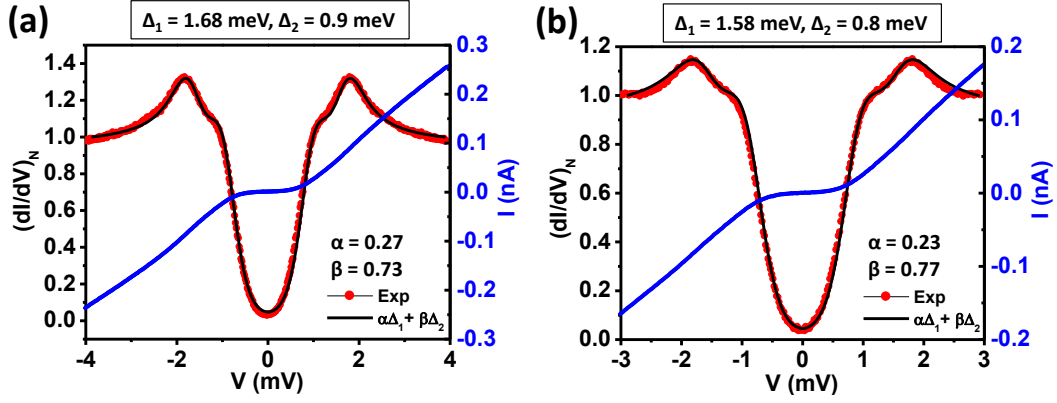 (a)
Δ₁ = 1.68 meV, Δ₂ = 0.9 meV
(dI/dV)N
1.4
1.2
1.0
0.8
0.6
0.4
0.2
0.0
-4
-2
0
2
4
V (mV)
0.3
0.2
0.1
0.0
-0.1
-0.2
-0.3
I (nA)
α = 0.27
β = 0.73
Exp
αΔ₁+ βΔ₂
(b)
Δ₁ = 1.58 meV, Δ₂ = 0.8 meV
(dI/dV)N
1.2
1.0
0.8
0.6
0.4
0.2
0.0
-3
-2
-1
0
1
2
3
V (mV)
0.2
0.1
0.0
-0.1
-0.2
I (nA)
α = 0.23
β = 0.77
Exp
αΔ₁+ βΔ₂